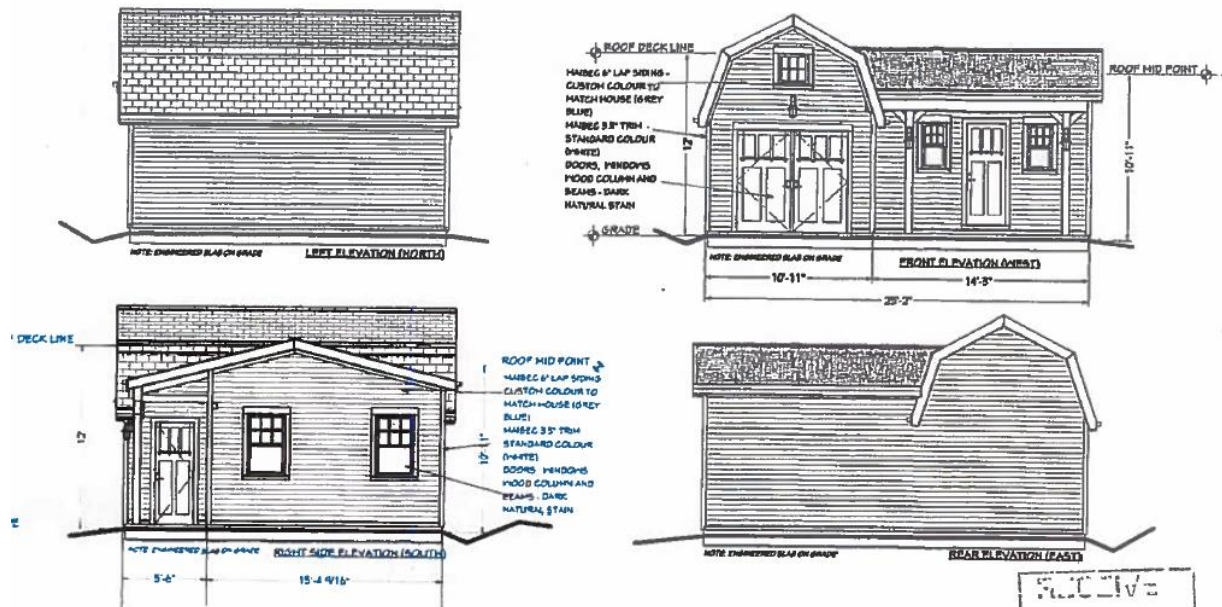 NOTE: ENGINEERED SLAB ON GRADE
LEFT ELEVATION (NORTH)
ROOF DECK LINE
MAIBEC 6" LAP SIDING -
CUSTOM COLOUR TO
MATCH HOUSE (GREY
BLUE)
MAIBEC 3.5" TRIM -
STANDARD COLOUR
(WHITE)
DOORS, WINDOWS
WOOD COLUMN AND
BEAMS - DARK
NATURAL STAIN
12'
GRADE
ROOF MID POINT
10'-11"
NOTE: ENGINEERED SLAB ON GRADE
FRONT ELEVATION (WEST)
10'-11"
14'-3"
25'-2"
DECK LINE
12'
ROOF MID POINT
MAIBEC 6" LAP SIDING
CUSTOM COLOUR TO
MATCH HOUSE (GREY
BLUE)
MAIBEC 3.5" TRIM
STANDARD COLOUR
(WHITE)
DOORS, WINDOWS
WOOD COLUMN AND
BEAMS - DARK
NATURAL STAIN
10'-11"
NOTE: ENGINEERED SLAB ON GRADE
RIGHT SIDE ELEVATION (SOUTH)
5'-6"
15'-4 9/16"
NOTE: ENGINEERED SLAB ON GRADE
REAR ELEVATION (EAST)